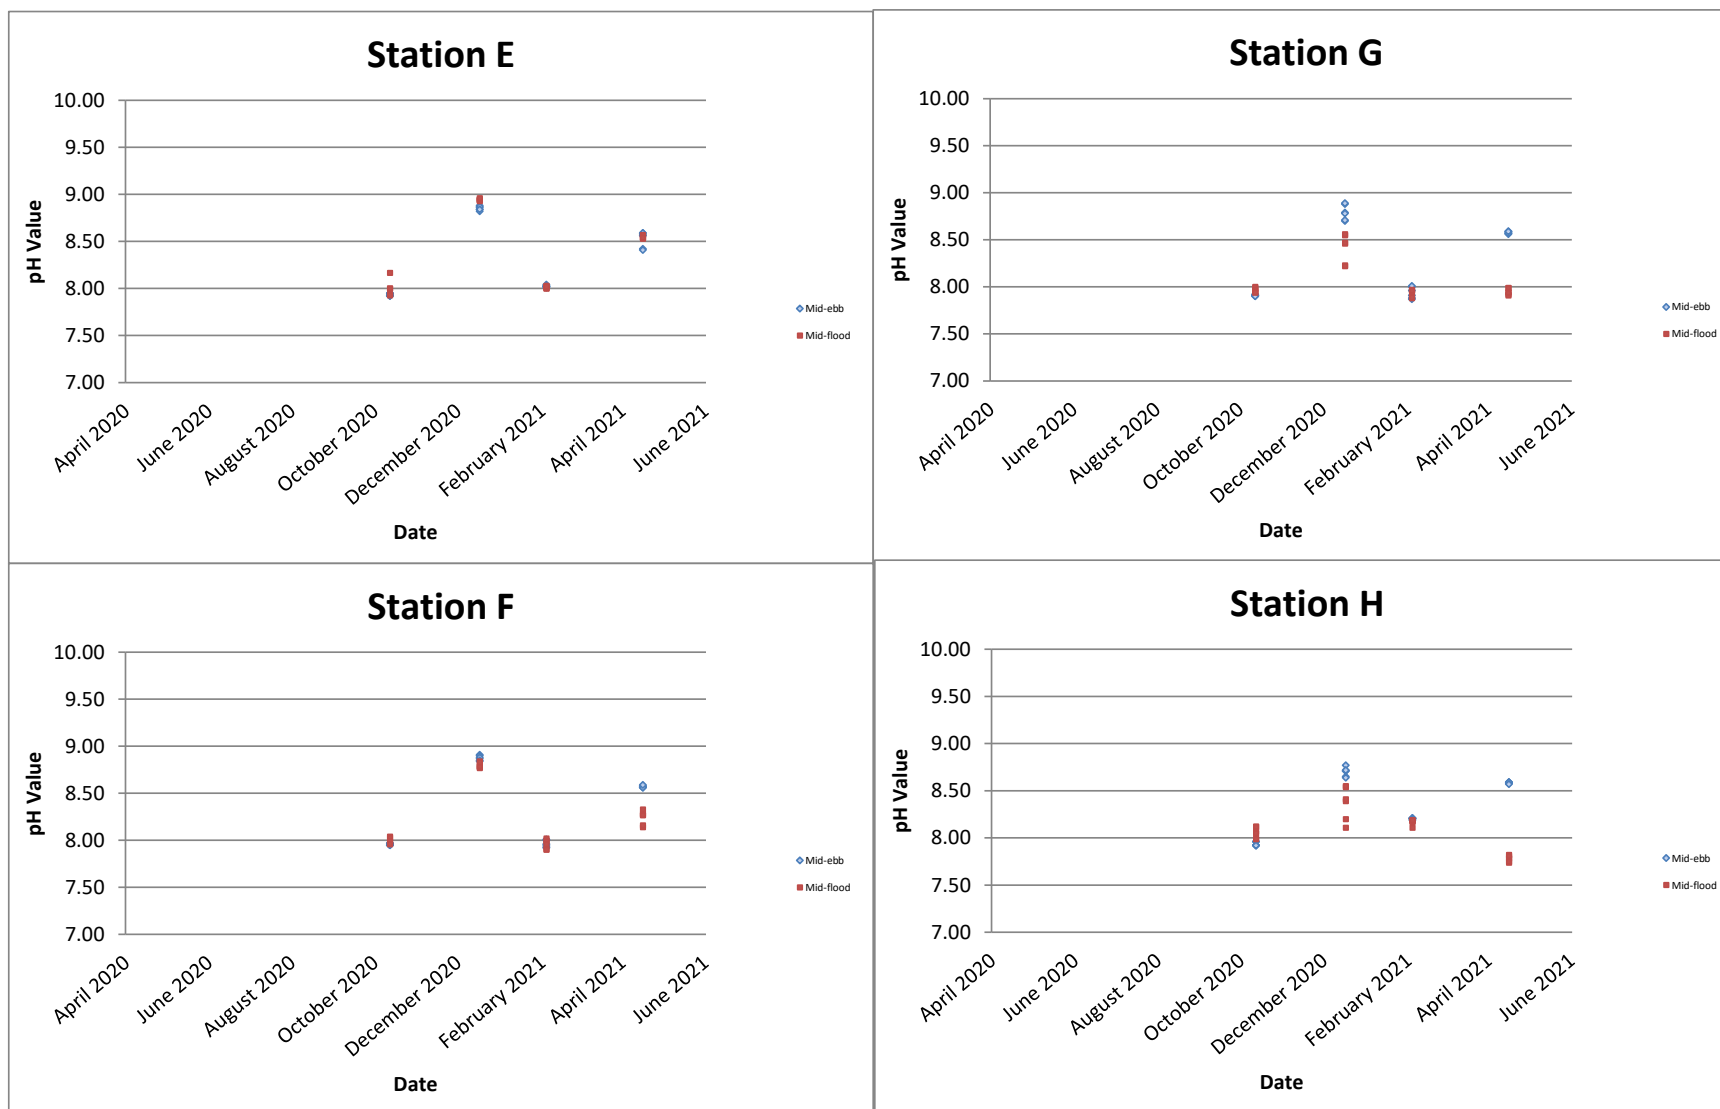 Station E
10.00
9.50
9.00
8.50
8.00
7.50
7.00
pH Value
April 2020
June 2020
August 2020
October 2020
December 2020
February 2021
April 2021
June 2021
Date
Mid-ebb
Mid-flood
Station G
10.00
9.50
9.00
8.50
8.00
7.50
7.00
pH Value
April 2020
June 2020
August 2020
October 2020
December 2020
February 2021
April 2021
June 2021
Date
Mid-ebb
Mid-flood
Station F
10.00
9.50
9.00
8.50
8.00
7.50
7.00
pH Value
April 2020
June 2020
August 2020
October 2020
December 2020
February 2021
April 2021
June 2021
Date
Mid-ebb
Mid-flood
Station H
10.00
9.50
9.00
8.50
8.00
7.50
7.00
pH Value
April 2020
June 2020
August 2020
October 2020
December 2020
February 2021
April 2021
June 2021
Date
Mid-ebb
Mid-flood